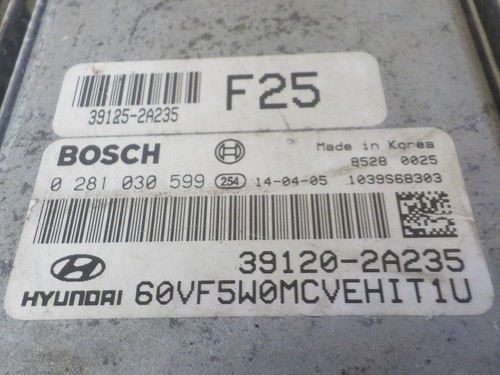 39125-2A235
F25
BOSCH
Made in Korea
8528 0025
0 281 030 599 254 14-04-05 1039S68303
39120-2A235
HYUNDAI 60VF5W0MCVEHIT1U